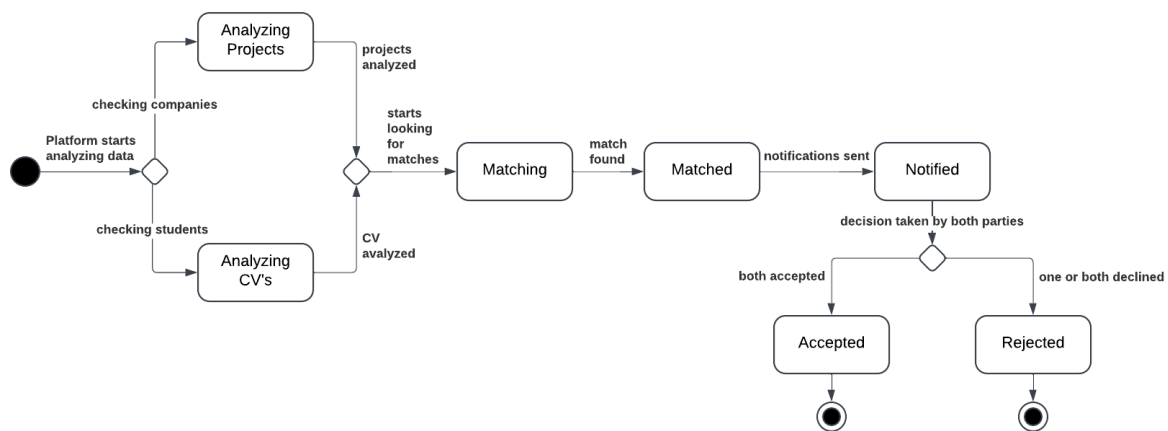 Analyzing
Projects
projects
analyzed
checking companies
Platform starts
analyzing data
starts
looking
for
matches
Matching
match
found
Matched
notifications sent
Notified
checking students
Analyzing
CV's
CV
avalyzed
decision taken by both parties
both accepted
one or both declined
Accepted
Rejected